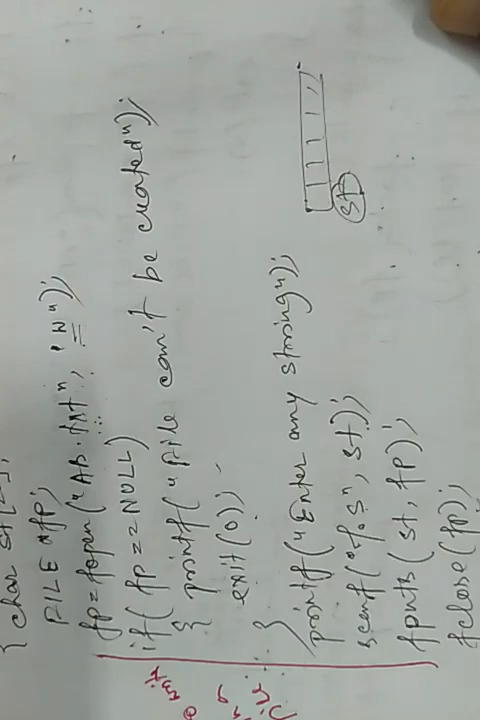 { char st[
FILE *fp;
fp=fopen("AB.txt", "w");
if( fp==NULL)
{ printf("file can't be created");
exit(0);
}
printf("Enter any string");
st
scanf("%s", st);
fputs(st, fp);
fclose(fp);